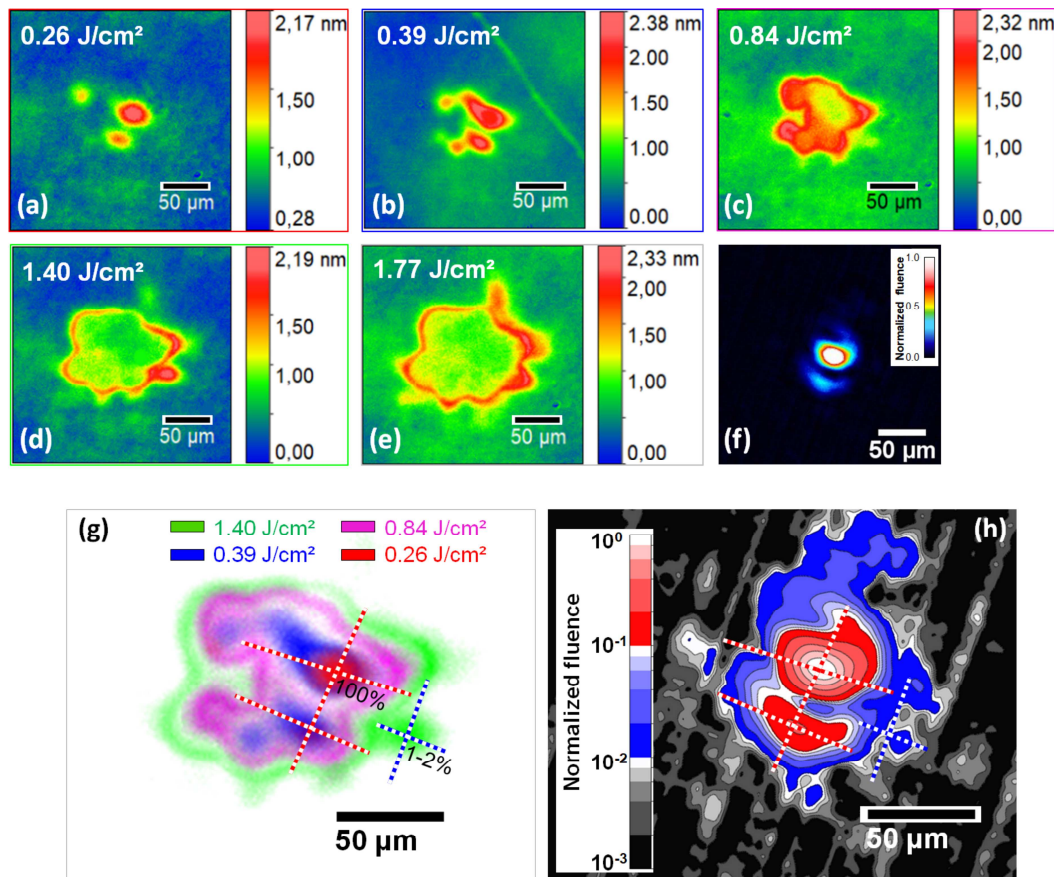 0.26 J/cm²
2,17 nm
1.50
1.00
0,28
50 µm
(a)
0.39 J/cm²
2.38 nm
2.00
1.50
1.00
0.00
50 µm
(b)
0.84 J/cm²
2,32 nm
2,00
1.50
1,00
0,00
50 µm
(c)
1.40 J/cm²
2,19 nm
1.50
1.00
0,00
50 µm
(d)
1.77 J/cm²
2,33 nm
2,00
1.50
1,00
0,00
50 µm
(e)
Normalized fluence
1.0
0.5
0.0
50 µm
(f)
(g)
1.40 J/cm²
0.84 J/cm²
0.39 J/cm²
0.26 J/cm²
100%
1-2%
50 µm
(h)
Normalized fluence
10⁰
10⁻¹
10⁻²
10⁻³
50 µm